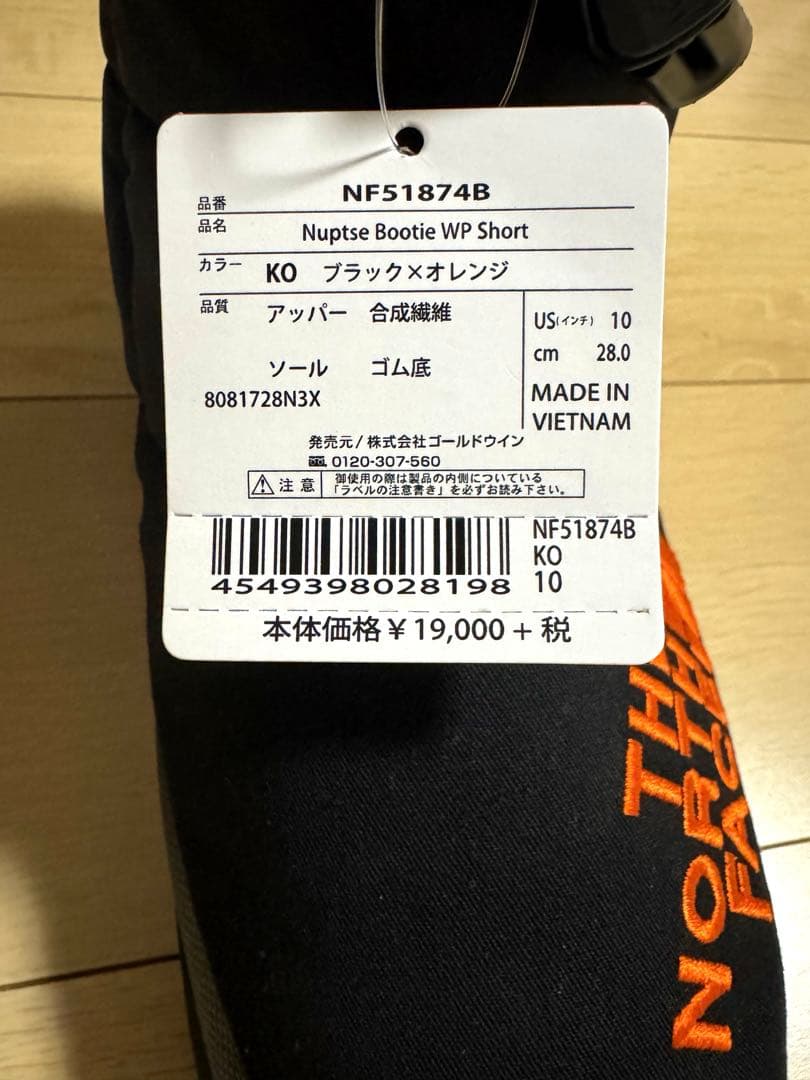 品番 NF51874B
品名 Nuptse Bootie WP Short
カラー KO ブラック×オレンジ
品質 アッパー 合成繊維
ソール ゴム底
8081728N3X
US(インチ) 10
cm 28.0
MADE IN
VIETNAM
発売元/株式会社ゴールドウイン
0120-307-560
注意 御使用の際は製品の内側についている
「ラベルの注意書き」を必ずお読み下さい。
4549398028198
NF51874B
KO
10
本体価格¥19,000+税
THE
NORTH
FACE